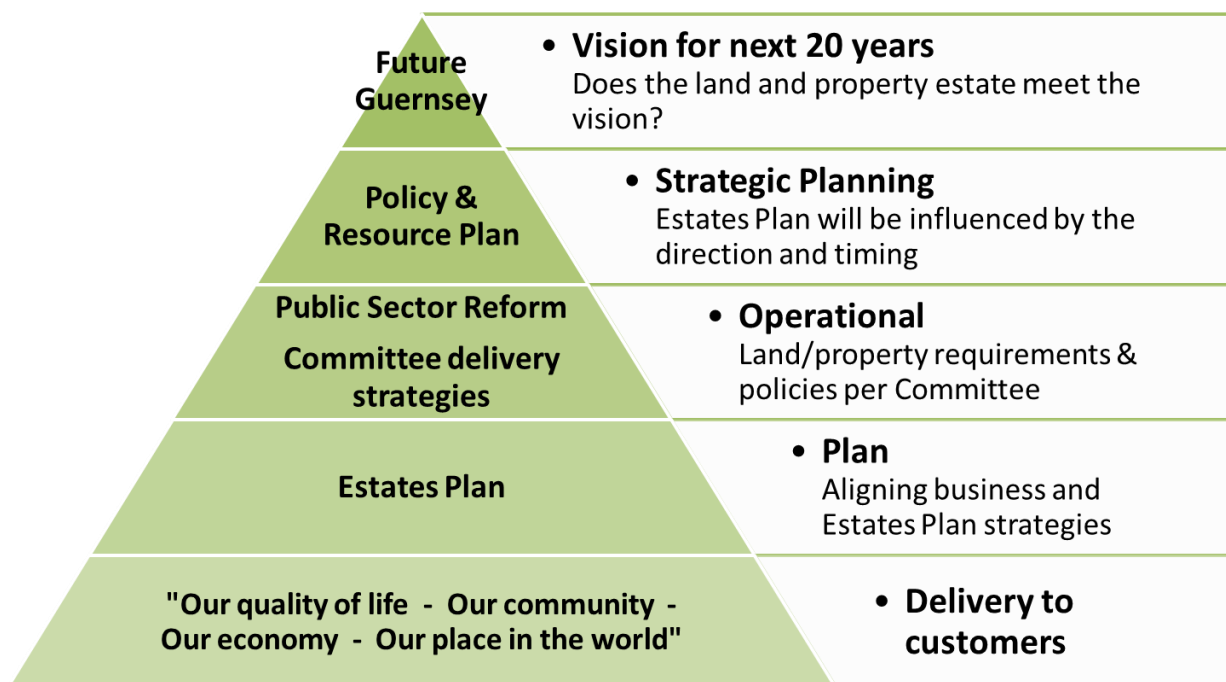 Future
Guernsey
• Vision for next 20 years
Does the land and property estate meet the
vision?
Policy &
Resource Plan
• Strategic Planning
Estates Plan will be influenced by the
direction and timing
Public Sector Reform
Committee delivery
strategies
• Operational
Land/property requirements &
policies per Committee
Estates Plan
• Plan
Aligning business and
Estates Plan strategies
"Our quality of life - Our community -
Our economy - Our place in the world"
• Delivery to
customers